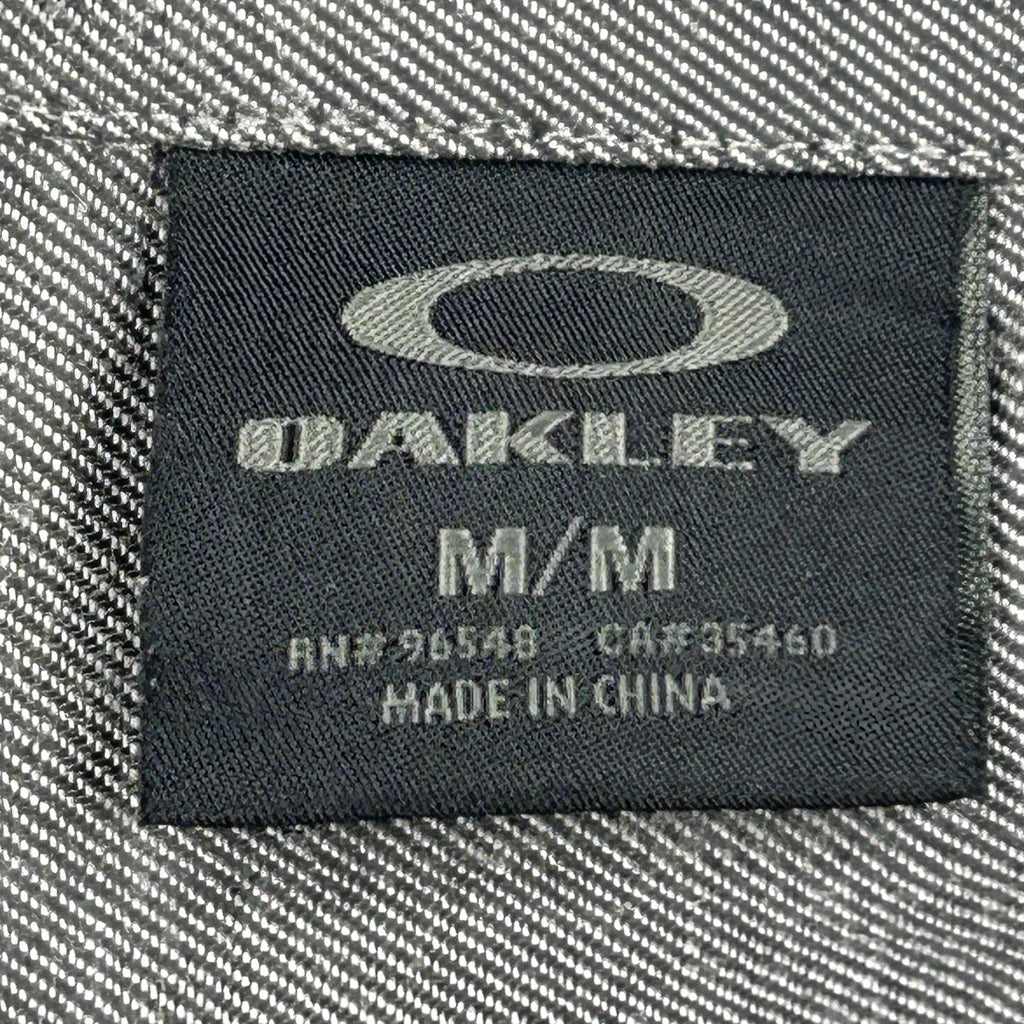 OAKLEY
M/M
RN# 96548 CA# 35460
MADE IN CHINA